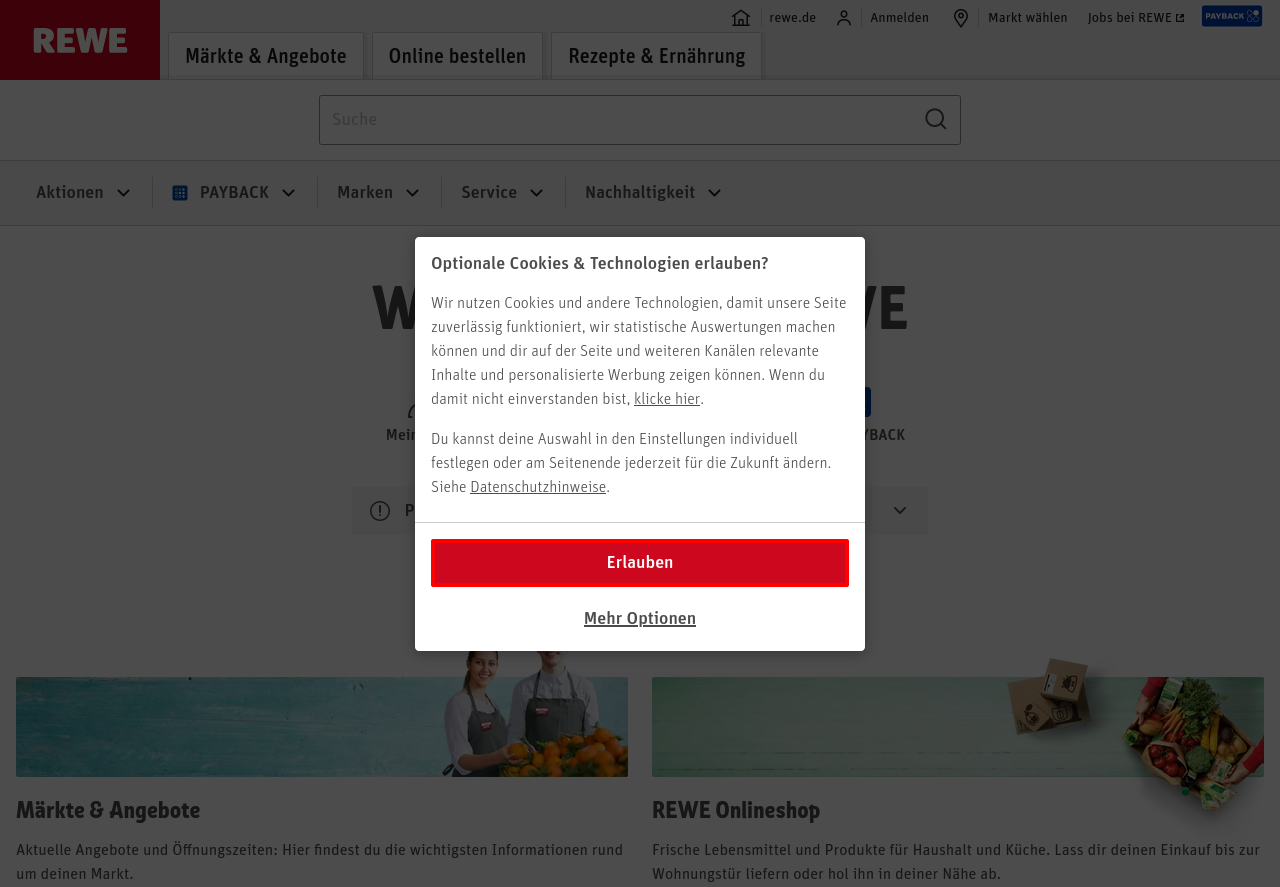 REWE
rewe.de
Anmelden
Markt wählen
Jobs bei REWE
PAYBACK
Märkte & Angebote
Online bestellen
Rezepte & Ernährung
Suche
Aktionen
PAYBACK
Marken
Service
Nachhaltigkeit
Optionale Cookies & Technologien erlauben?
Wir nutzen Cookies und andere Technologien, damit unsere Seite
zuverlässig funktioniert, wir statistische Auswertungen machen
können und dir auf der Seite und weiteren Kanälen relevante
Inhalte und personalisierte Werbung zeigen können. Wenn du
damit nicht einverstanden bist, klicke hier.
Du kannst deine Auswahl in den Einstellungen individuell
festlegen oder am Seitenende jederzeit für die Zukunft ändern.
Siehe Datenschutzhinweise.
Erlauben
Mehr Optionen
Märkte & Angebote
Aktuelle Angebote und Öffnungszeiten: Hier findest du die wichtigsten Informationen rund
um deinen Markt.
REWE Onlineshop
Frische Lebensmittel und Produkte für Haushalt und Küche. Lass dir deinen Einkauf bis zur
Wohnungstür liefern oder hol ihn in deiner Nähe ab.